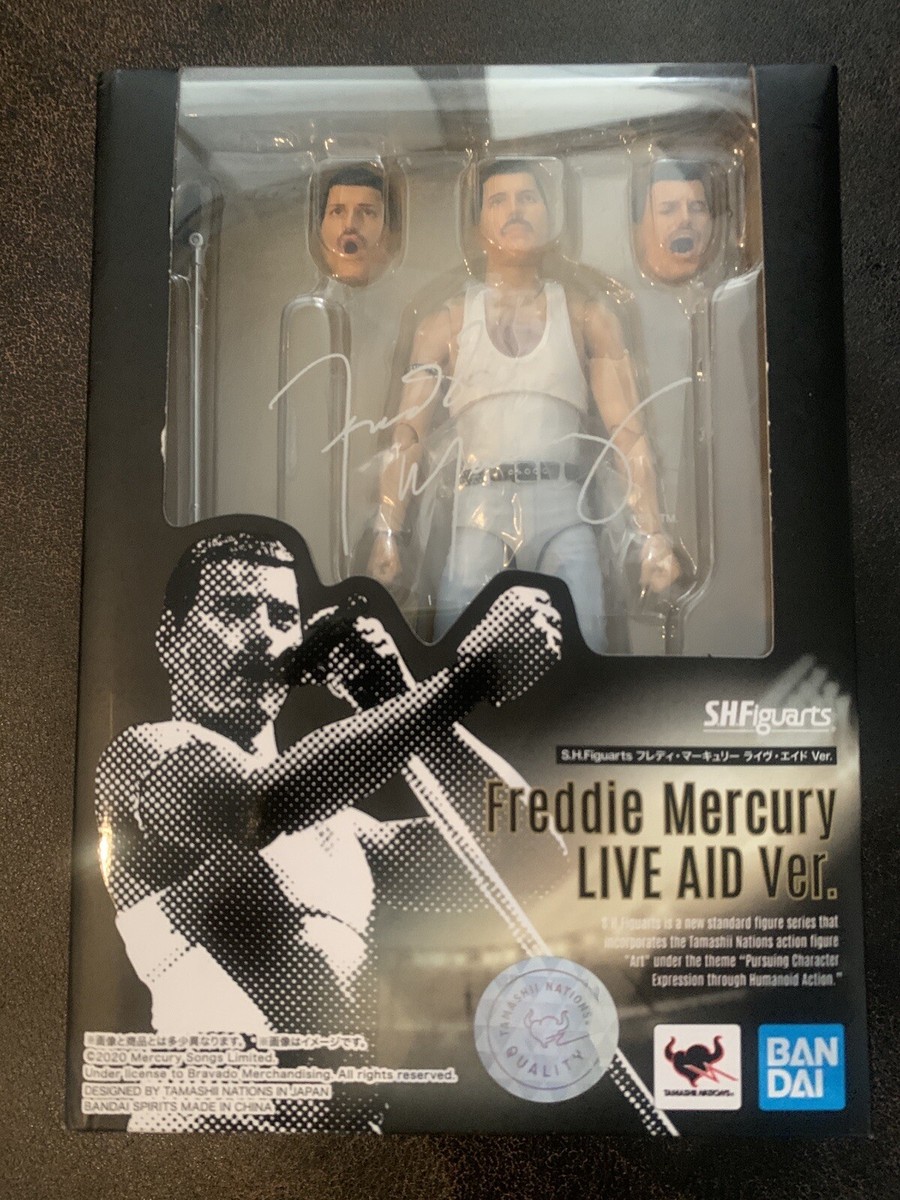 Freddie
Mercury
TM
S.H.Figuarts
S.H.Figuarts フレディ・マーキュリー ライヴ・エイド Ver.
Freddie Mercury
LIVE AID Ver.
S.H.Figuarts is a new standard figure series that
incorporates the Tamashii Nations action figure
"Art" under the theme "Pursuing Character
Expression through Humanoid Action."
TAMASHII NATIONS
QUALITY
※画像と商品とは多少異なります。 ※画像はイメージです。
©2020 Mercury Songs Limited.
Under license to Bravado Merchandising. All rights reserved.
DESIGNED BY TAMASHII NATIONS IN JAPAN
BANDAI SPIRITS MADE IN CHINA
TAMASHII NATIONS
BAN
DAI